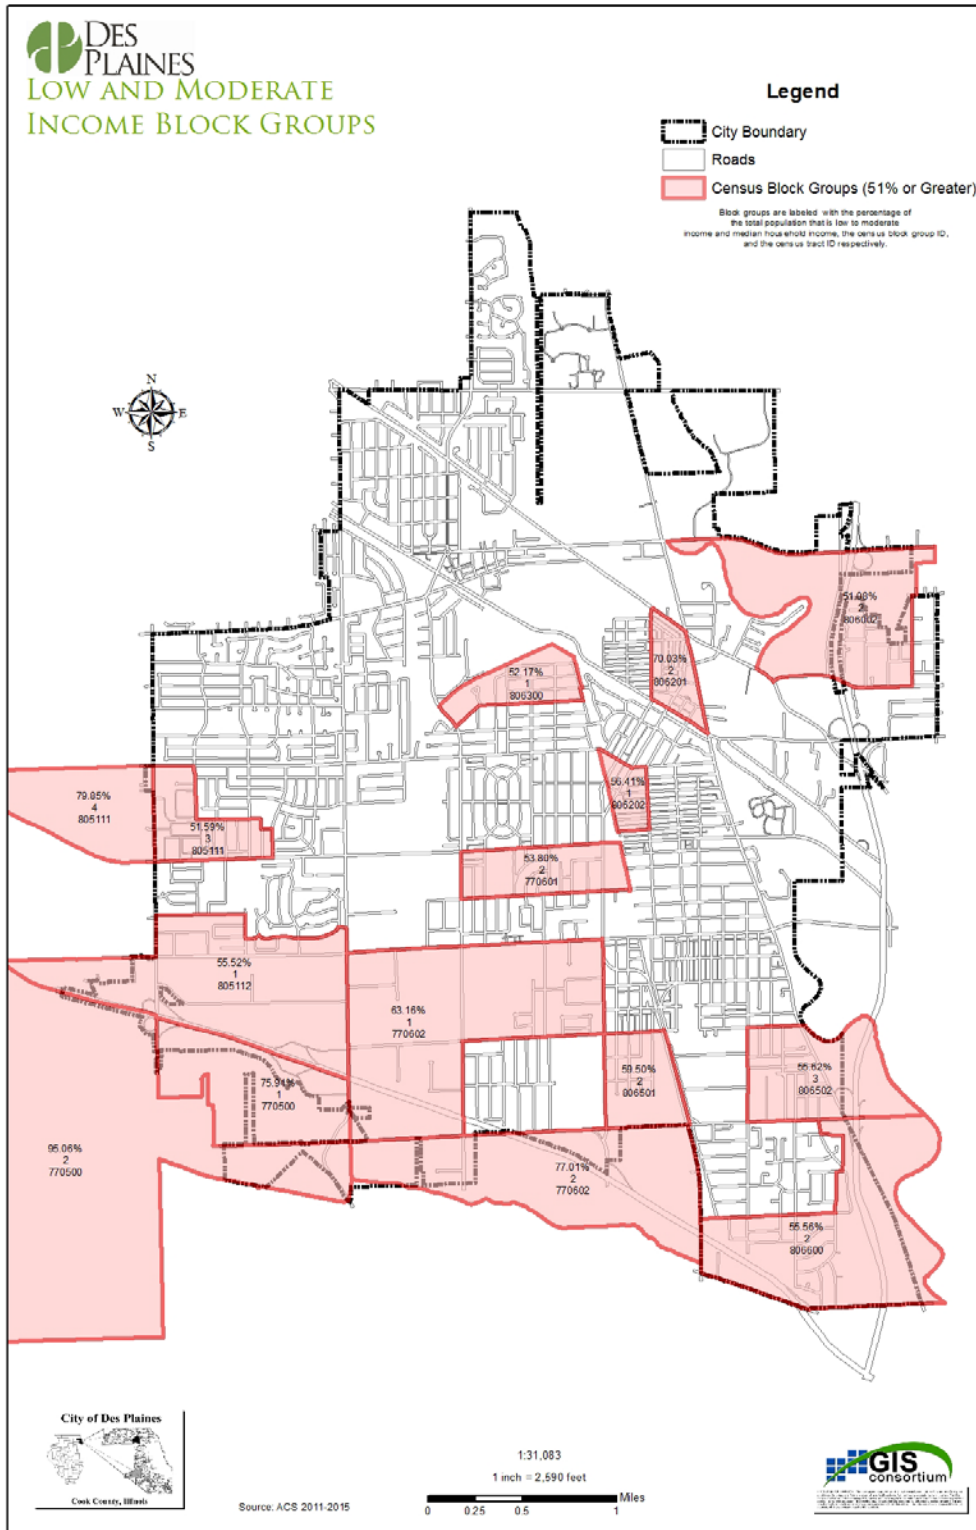 DES
PLAINES
LOW AND MODERATE
INCOME BLOCK GROUPS
Legend
City Boundary
Roads
Census Block Groups (51% or Greater)
Block groups are labeled with the percentage of
the total population that is low to moderate
income and median household income, the census block group ID,
and the census tract ID respectively.
N
W E
S
51.00%
2
806002
70.03%
2
806201
52.17%
1
806300
56.41%
1
806202
79.85%
4
805111
51.59%
3
805111
53.80%
2
770601
55.52%
1
805112
63.16%
1
770602
59.50%
2
806501
3
806502
75.94%
1
770500
95.06%
2
770500
77.01%
2
770602
55.56%
2
806600
City of Des Plaines
Cook County, Illinois
Source: ACS 2011-2015
1:31,083
1 inch = 2,590 feet
Miles
0 0.25 0.5 1
GIS
consortium